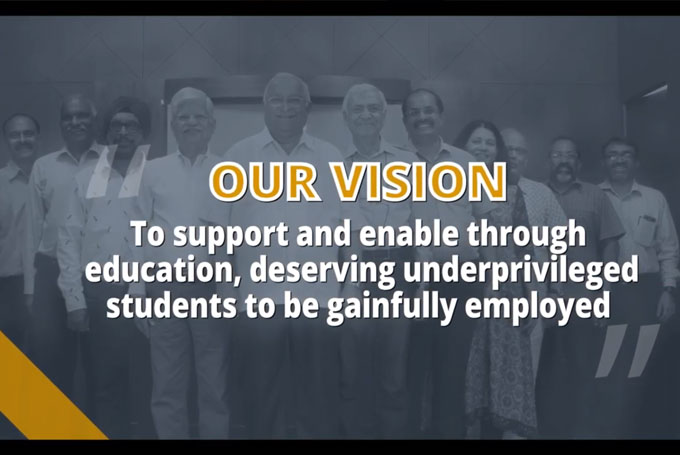 OUR VISION
To support and enable through
education, deserving underprivileged
students to be gainfully employed